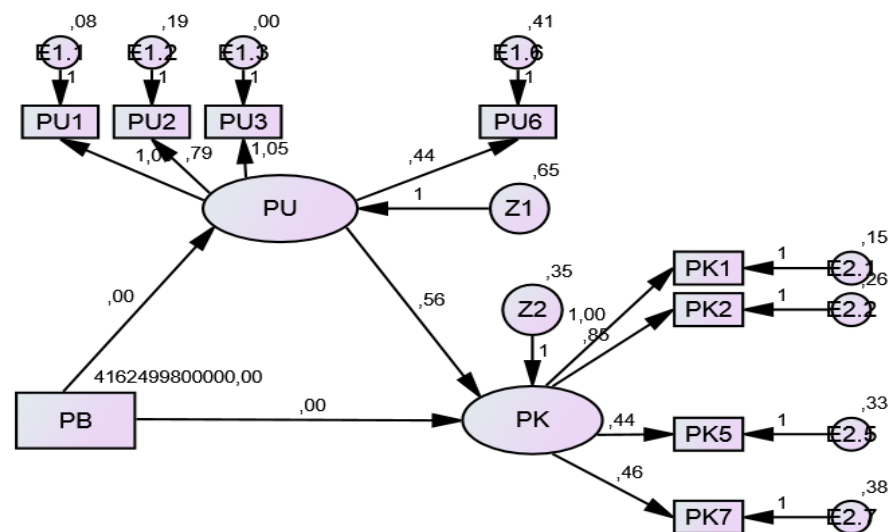 ,08
,19
,00
,41
E1.1
E1.2
E1.3
E1.6
1
1
1
1
PU1
PU2
PU3
PU6
,79
1,05
,44
,65
PU
1
Z1
,15
PK1
1
E2.1
,35
,26
Z2
1,00
PK2
1
E2.2
,00
,56
,85
1
4162499800000,00
PB
,00
PK
,44
,33
PK5
1
E2.5
,46
,38
PK7
1
E2.7